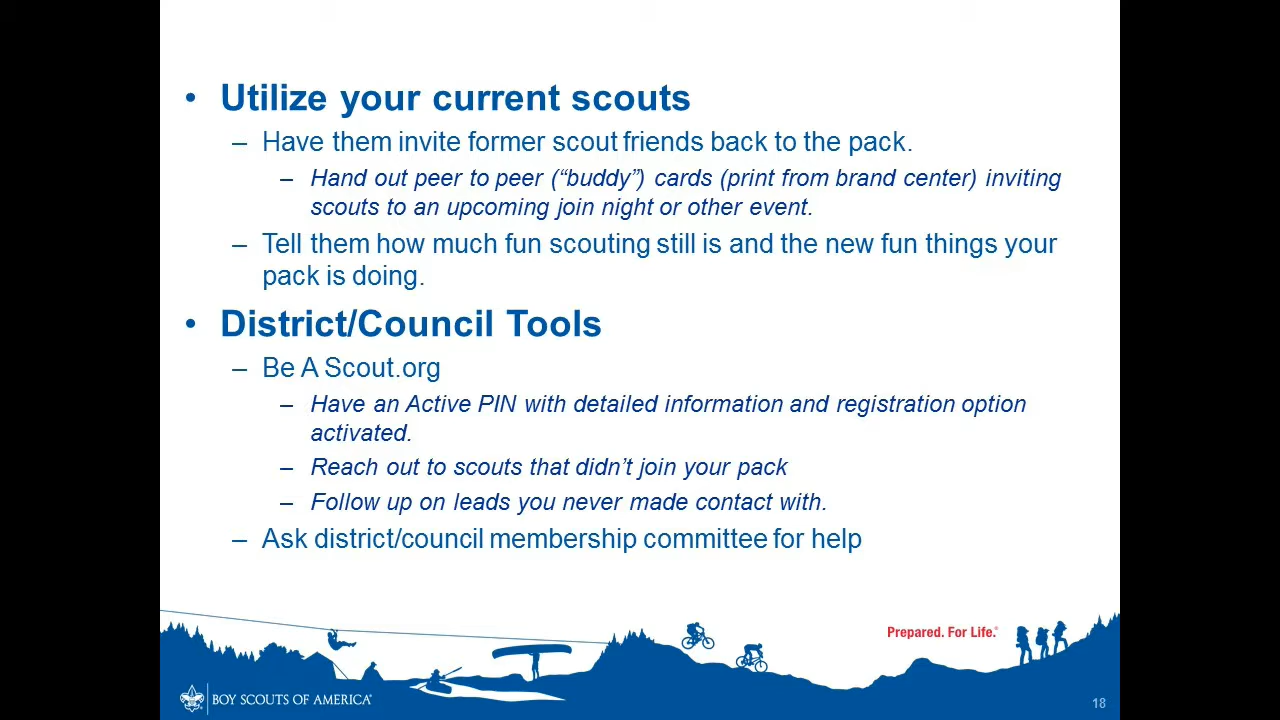 • Utilize your current scouts
– Have them invite former scout friends back to the pack.
– Hand out peer to peer (“buddy”) cards (print from brand center) inviting
scouts to an upcoming join night or other event.
– Tell them how much fun scouting still is and the new fun things your
pack is doing.
• District/Council Tools
– Be A Scout.org
– Have an Active PIN with detailed information and registration option
activated.
– Reach out to scouts that didn’t join your pack
– Follow up on leads you never made contact with.
– Ask district/council membership committee for help
Prepared. For Life.®
BOY SCOUTS OF AMERICA®
18